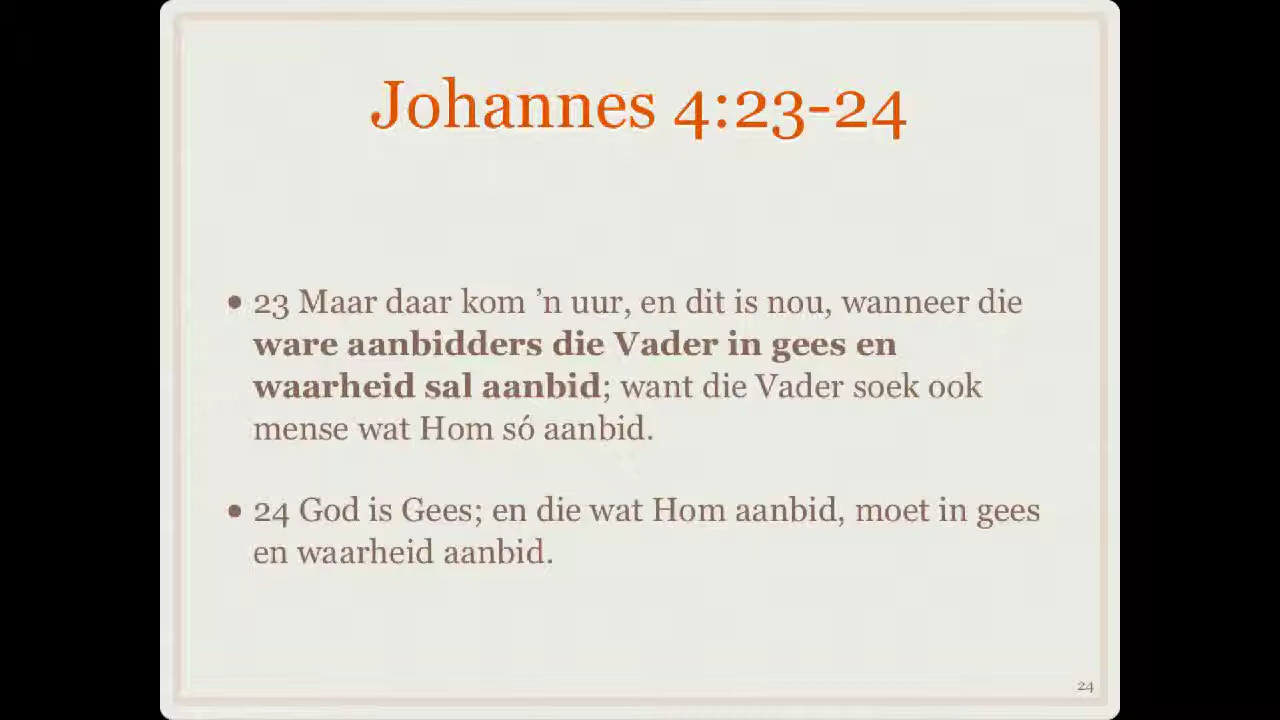 Johannes 4:23-24
• 23 Maar daar kom ’n uur, en dit is nou, wanneer die
ware aanbidders die Vader in gees en
waarheid sal aanbid; want die Vader soek ook
mense wat Hom só aanbid.
• 24 God is Gees; en die wat Hom aanbid, moet in gees
en waarheid aanbid.
24